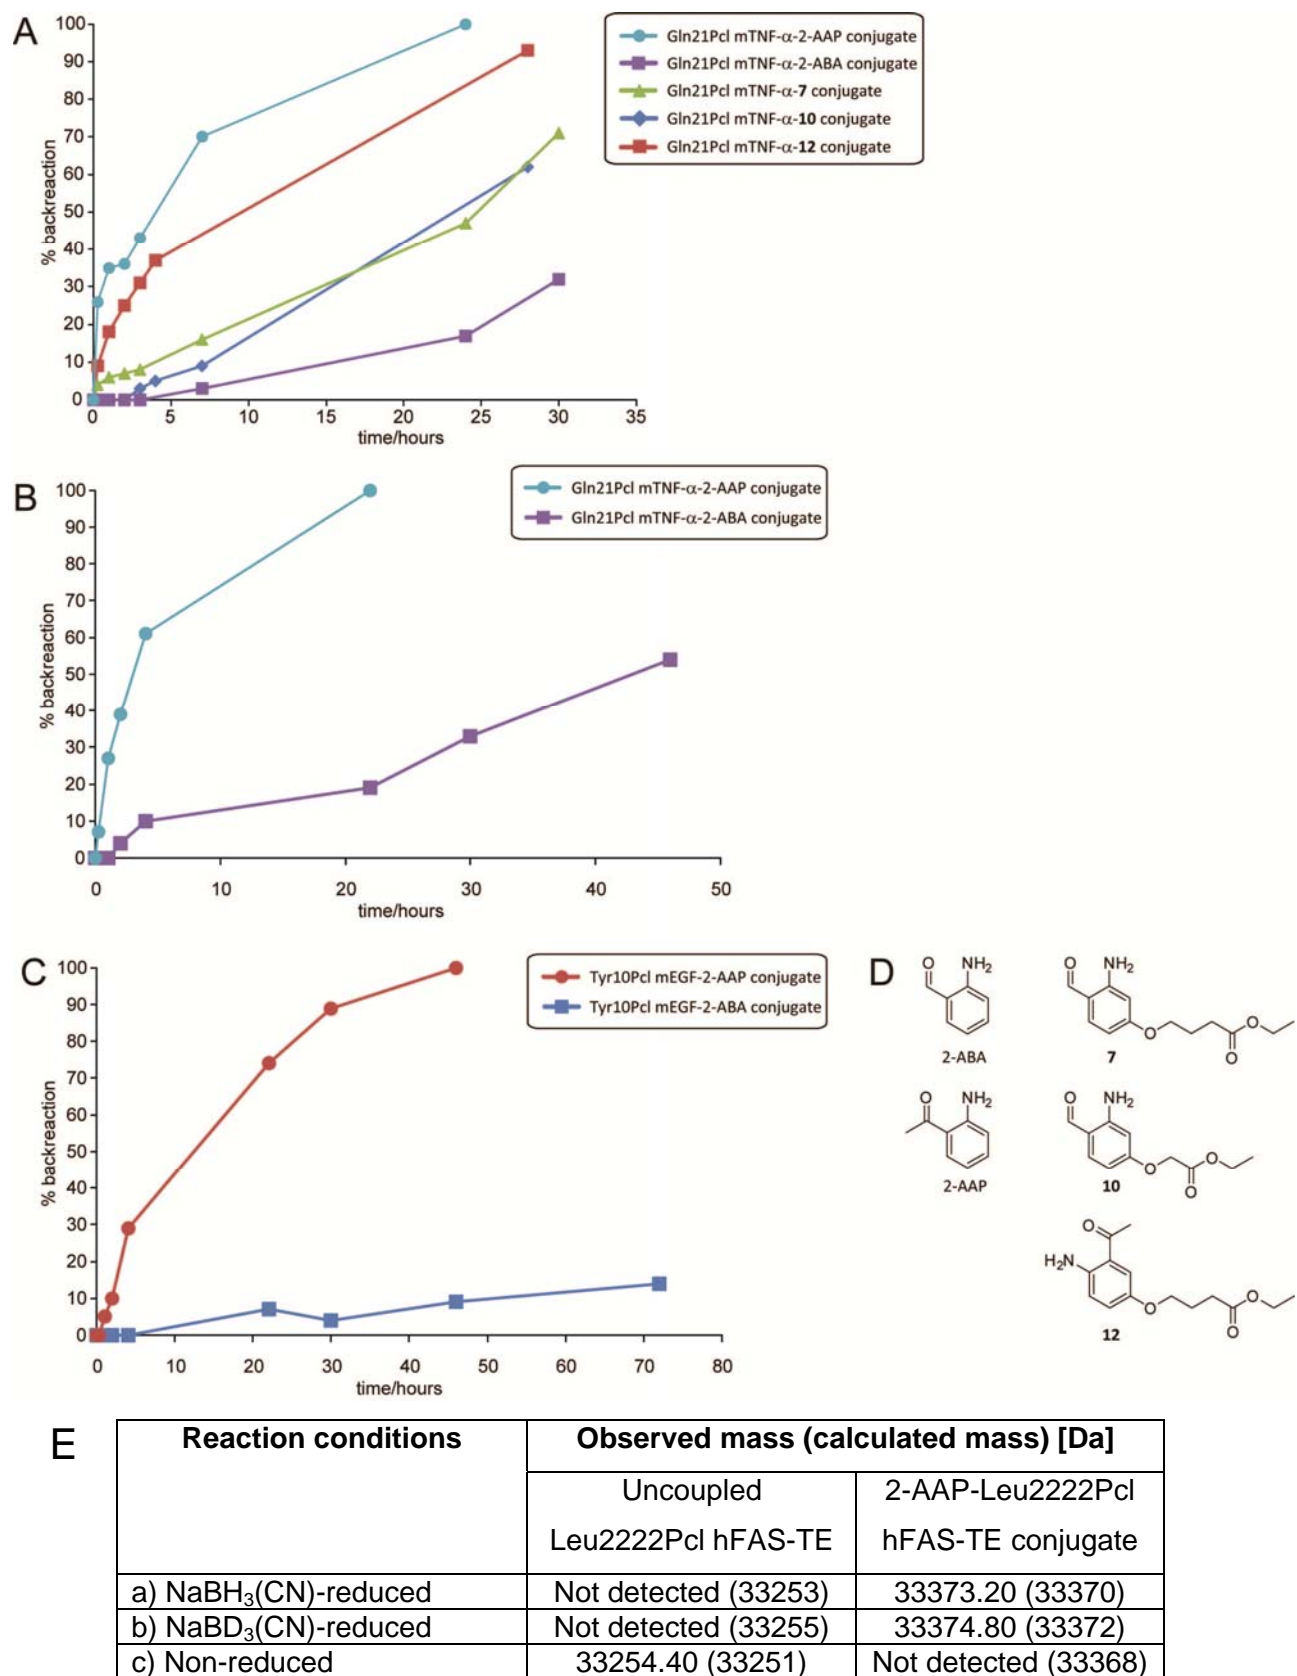 A
100
90
80
70
60
50
40
30
20
10
0
% backreaction
0 5 10 15 20 25 30 35
time/hours
Gln21Pcl mTNF-α-2-AAP conjugate
Gln21Pcl mTNF-α-2-ABA conjugate
Gln21Pcl mTNF-α-7 conjugate
Gln21Pcl mTNF-α-10 conjugate
Gln21Pcl mTNF-α-12 conjugate
B
100
90
80
70
60
50
40
30
20
10
0
% backreaction
0 10 20 30 40 50
time/hours
Gln21Pcl mTNF-α-2-AAP conjugate
Gln21Pcl mTNF-α-2-ABA conjugate
C
100
90
80
70
60
50
40
30
20
10
0
% backreaction
0 10 20 30 40 50 60 70 80
time/hours
Tyr10Pcl mEGF-2-AAP conjugate
Tyr10Pcl mEGF-2-ABA conjugate
D
O NH₂
2-ABA
O NH₂
O O
O
7
O NH₂
2-AAP
O NH₂
O O
O
10
O
H₂N
O O
O
12
E
Reaction conditions Observed mass (calculated mass) [Da]
Uncoupled 2-AAP-Leu2222Pcl
Leu2222Pcl hFAS-TE hFAS-TE conjugate
a) NaBH₃(CN)-reduced Not detected (33253) 33373.20 (33370)
b) NaBD₃(CN)-reduced Not detected (33255) 33374.80 (33372)
c) Non-reduced 33254.40 (33251) Not detected (33368)